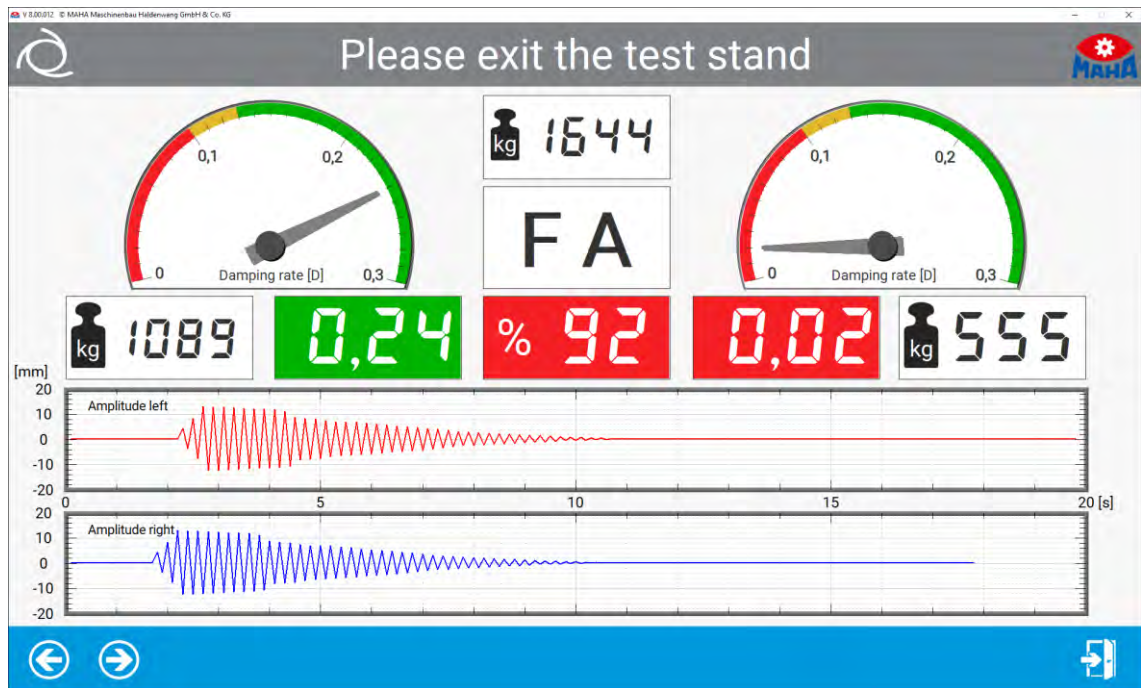 V 8.00.012 © MAHA Maschinenbau Haldenwang GmbH & Co. KG
Please exit the test stand
MAHA
0 0,1 0,2 0,3
Damping rate [D]
kg 1644
F A
0 0,1 0,2 0,3
Damping rate [D]
kg 1089
0,24
% 92
0,02
kg 555
[mm]
20
10
0
-10
-20
Amplitude left
0 5 10 15 20 [s]
20
10
0
-10
-20
Amplitude right